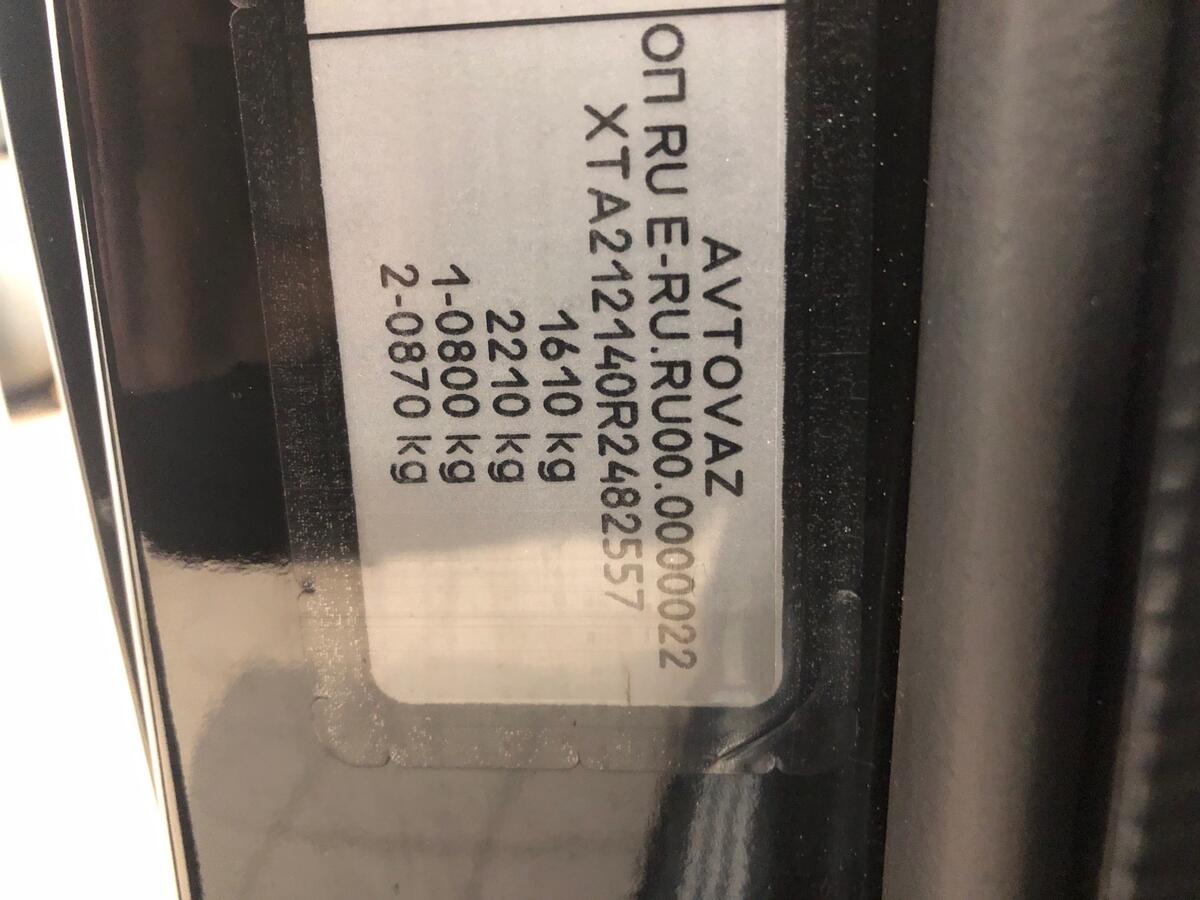 AVTOVAZ
ОП RU E-RU.RU00.0000022
XTA212140R2482557
1610 kg
2210 kg
1-0800 kg
2-0870 kg